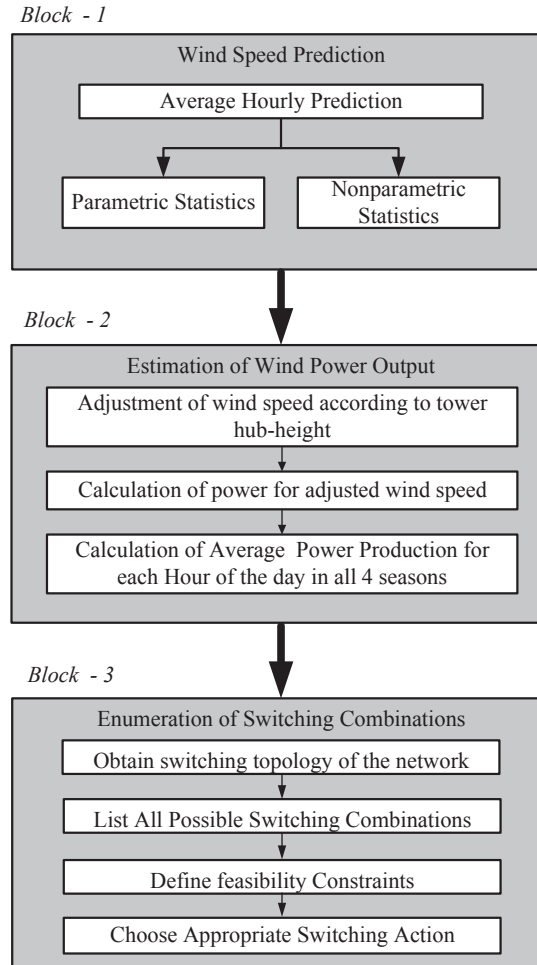 Block - 1
Wind Speed Prediction
Average Hourly Prediction
Parametric Statistics
Nonparametric
Statistics
Block - 2
Estimation of Wind Power Output
Adjustment of wind speed according to tower
hub-height
Calculation of power for adjusted wind speed
Calculation of Average Power Production for
each Hour of the day in all 4 seasons
Block - 3
Enumeration of Switching Combinations
Obtain switching topology of the network
List All Possible Switching Combinations
Define feasibility Constraints
Choose Appropriate Switching Action